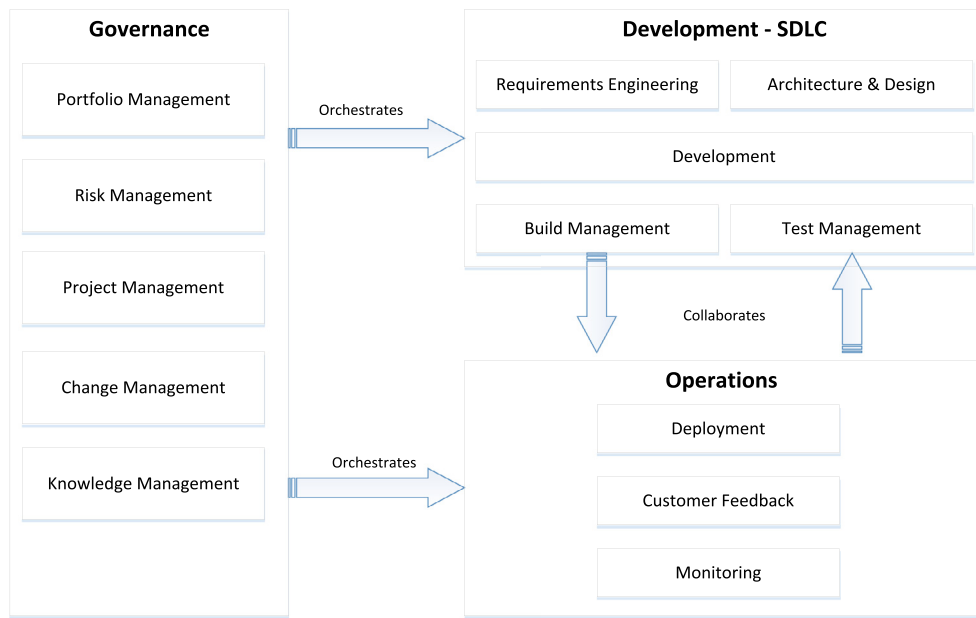 Governance
Portfolio Management
Risk Management
Project Management
Change Management
Knowledge Management
Orchestrates
Orchestrates
Development - SDLC
Requirements Engineering
Architecture & Design
Development
Build Management
Test Management
Collaborates
Operations
Deployment
Customer Feedback
Monitoring